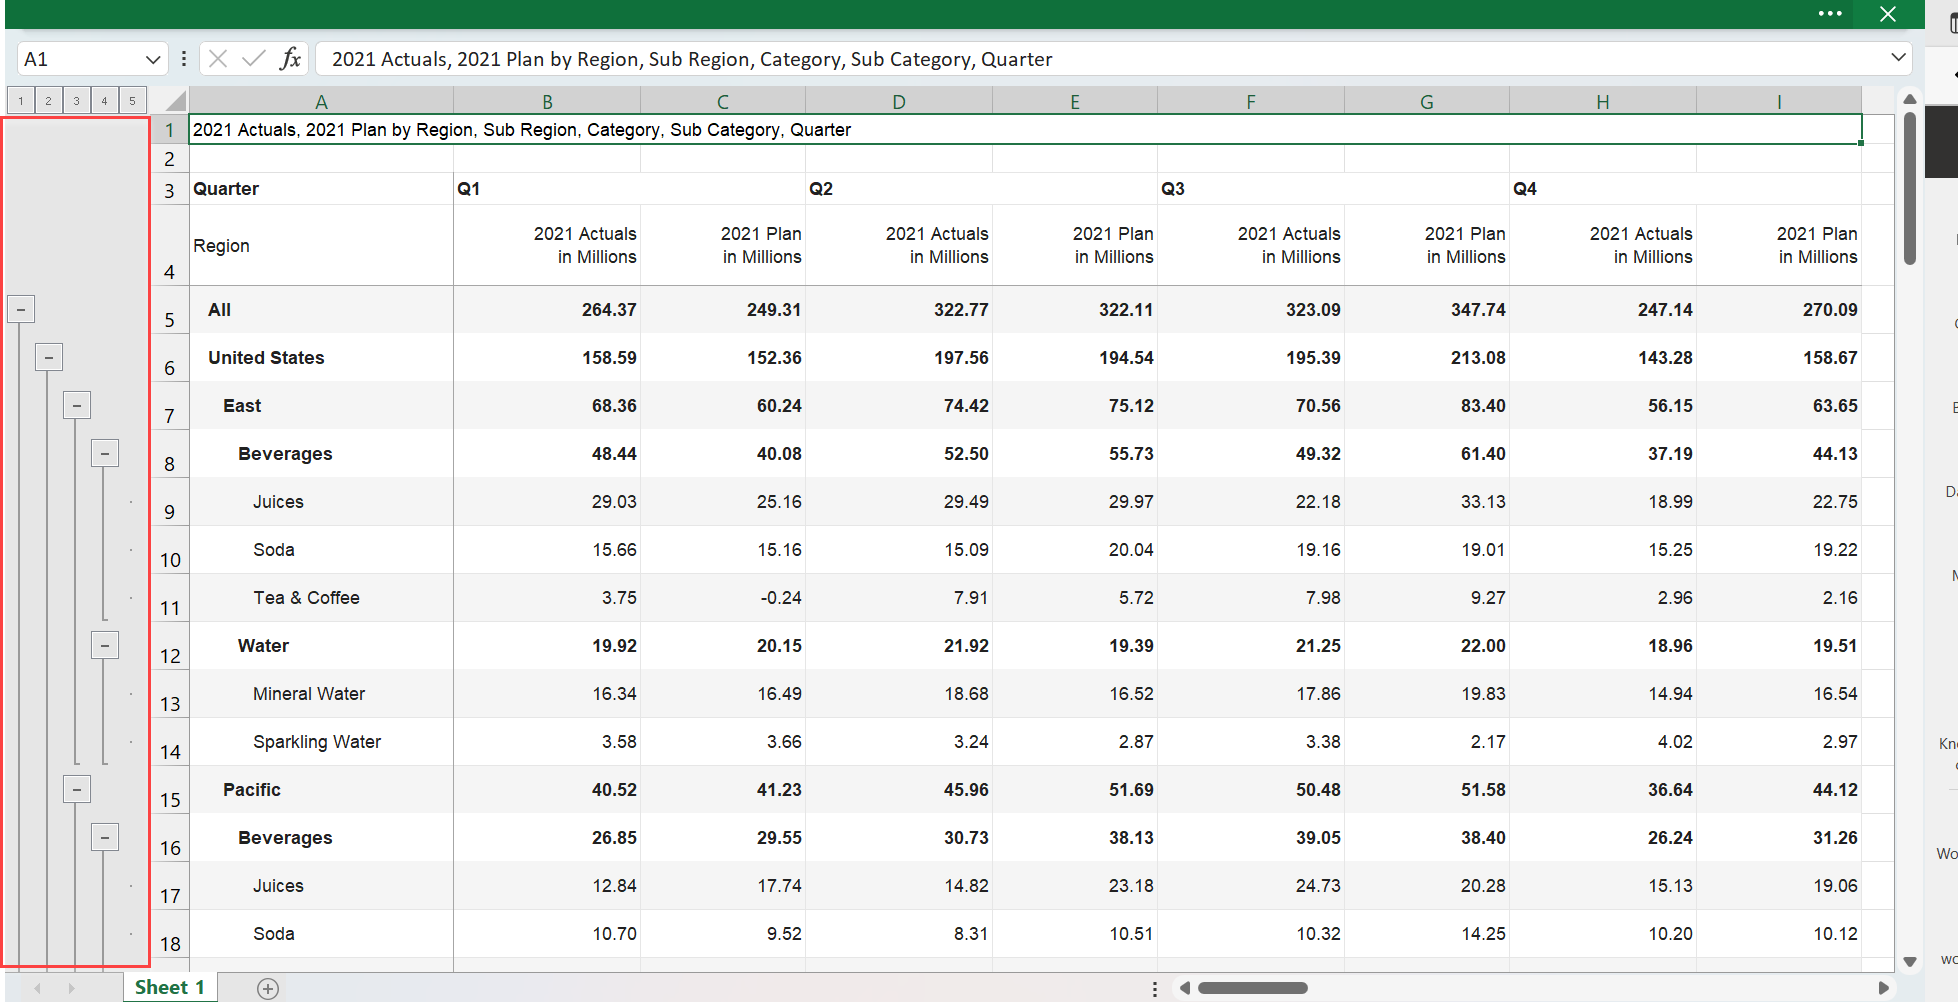 A1 fx 2021 Actuals, 2021 Plan by Region, Sub Region, Category, Sub Category, Quarter
1 2 3 4 5 A B C D E F G H I
1 2021 Actuals, 2021 Plan by Region, Sub Region, Category, Sub Category, Quarter
2
3 Quarter Q1 Q2 Q3 Q4
2021 Actuals 2021 Plan 2021 Actuals 2021 Plan 2021 Actuals 2021 Plan 2021 Actuals 2021 Plan
Region
in Millions in Millions in Millions in Millions in Millions in Millions in Millions in Millions
4
5 All 264.37 249.31 322.77 322.11 323.09 347.74 247.14 270.09
6 United States 158.59 152.36 197.56 194.54 195.39 213.08 143.28 158.67
7 East 68.36 60.24 74.42 75.12 70.56 83.40 56.15 63.65
8 Beverages 48.44 40.08 52.50 55.73 49.32 61.40 37.19 44.13
9 Juices 29.03 25.16 29.49 29.97 22.18 33.13 18.99 22.75
10 Soda 15.66 15.16 15.09 20.04 19.16 19.01 15.25 19.22
11 Tea & Coffee 3.75 -0.24 7.91 5.72 7.98 9.27 2.96 2.16
12 Water 19.92 20.15 21.92 19.39 21.25 22.00 18.96 19.51
13 Mineral Water 16.34 16.49 18.68 16.52 17.86 19.83 14.94 16.54
14 Sparkling Water 3.58 3.66 3.24 2.87 3.38 2.17 4.02 2.97
15 Pacific 40.52 41.23 45.96 51.69 50.48 51.58 36.64 44.12
16 Beverages 26.85 29.55 30.73 38.13 39.05 38.40 26.24 31.26
17 Juices 12.84 17.74 14.82 23.18 24.73 20.28 15.13 19.06
18 Soda 10.70 9.52 8.31 10.51 10.32 14.25 10.20 10.12
Sheet 1